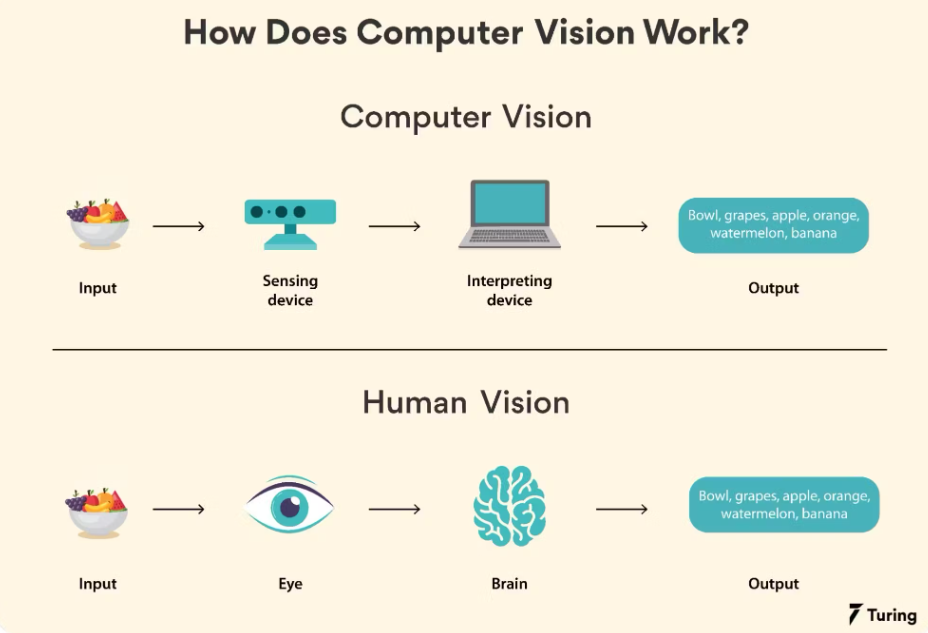 How Does Computer Vision Work?
Computer Vision
Bowl, grapes, apple, orange,
watermelon, banana
Input
Sensing
device
Interpreting
device
Output
Human Vision
Bowl, grapes, apple, orange,
watermelon, banana
Input
Eye
Brain
Output
Turing